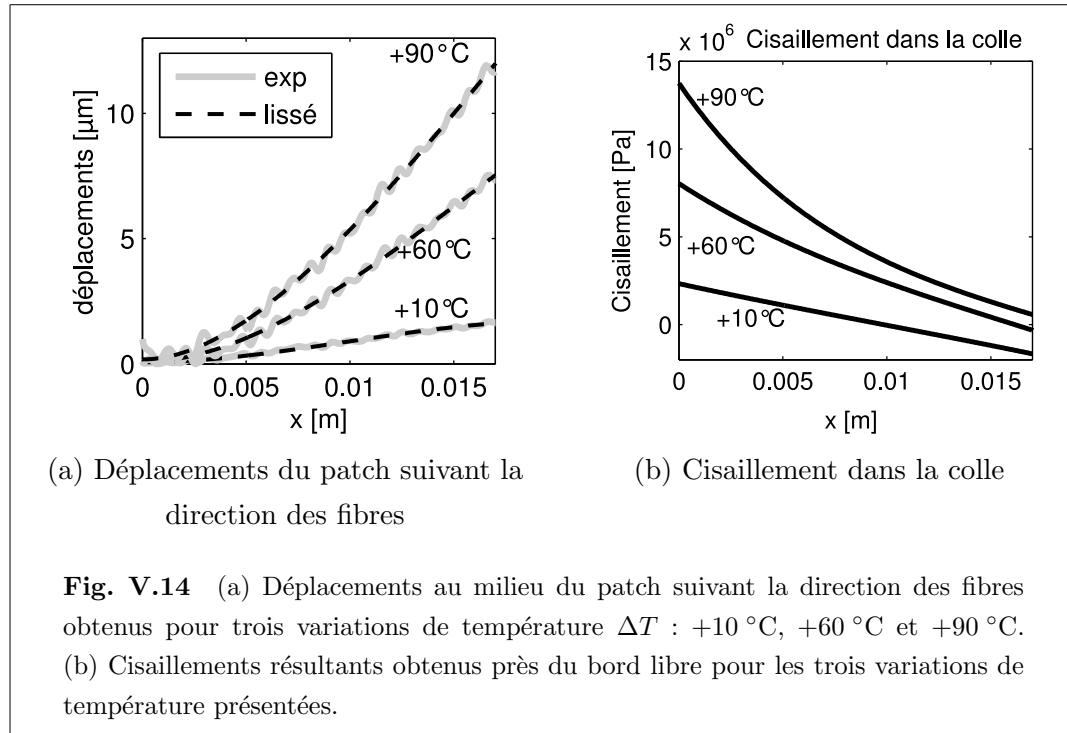 exp
lissé
+90°C
+60°C
+10°C
déplacements [µm]
10
5
0
0
0.005
0.01
0.015
x [m]
x 10^6 Cisaillement dans la colle
Cisaillement [Pa]
15
10
5
0
+90°C
+60°C
+10°C
0
0.005
0.01
0.015
x [m]
(a) Déplacements du patch suivant la
direction des fibres
(b) Cisaillement dans la colle
Fig. V.14 (a) Déplacements au milieu du patch suivant la direction des fibres
obtenus pour trois variations de température ΔT : +10 °C, +60 °C et +90 °C.
(b) Cisaillements résultants obtenus près du bord libre pour les trois variations de
température présentées.